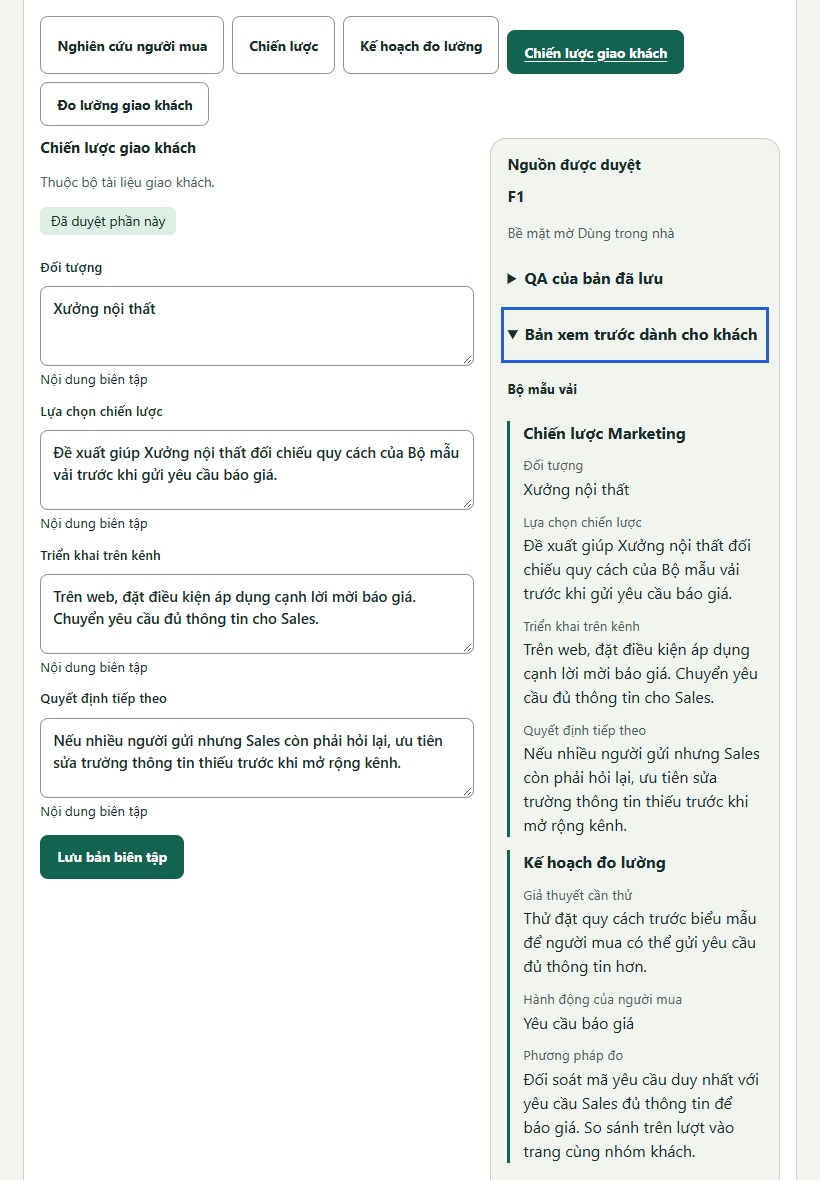 Nghiên cứu người mua
Chiến lược
Kế hoạch đo lường
Chiến lược giao khách
Đo lường giao khách
Chiến lược giao khách
Thuộc bộ tài liệu giao khách.
Đã duyệt phần này
Đối tượng
Xưởng nội thất
Nội dung biên tập
Lựa chọn chiến lược
Đề xuất giúp Xưởng nội thất đối chiếu quy cách của Bộ mẫu
vải trước khi gửi yêu cầu báo giá.
Nội dung biên tập
Triển khai trên kênh
Trên web, đặt điều kiện áp dụng cạnh lời mời báo giá.
Chuyển yêu cầu đủ thông tin cho Sales.
Nội dung biên tập
Quyết định tiếp theo
Nếu nhiều người gửi nhưng Sales còn phải hỏi lại, ưu tiên
sửa trường thông tin thiếu trước khi mở rộng kênh.
Nội dung biên tập
Lưu bản biên tập
Nguồn được duyệt
F1
Bề mặt mờ Dùng trong nhà
QA của bản đã lưu
Bản xem trước dành cho khách
Bộ mẫu vải
Chiến lược Marketing
Đối tượng
Xưởng nội thất
Lựa chọn chiến lược
Đề xuất giúp Xưởng nội thất đối
chiếu quy cách của Bộ mẫu vải
trước khi gửi yêu cầu báo giá.
Triển khai trên kênh
Trên web, đặt điều kiện áp dụng
cạnh lời mời báo giá. Chuyển yêu
cầu đủ thông tin cho Sales.
Quyết định tiếp theo
Nếu nhiều người gửi nhưng Sales
còn phải hỏi lại, ưu tiên sửa
trường thông tin thiếu trước khi
mở rộng kênh.
Kế hoạch đo lường
Giả thuyết cần thử
Thử đặt quy cách trước biểu mẫu
để người mua có thể gửi yêu cầu
đủ thông tin hơn.
Hành động của người mua
Yêu cầu báo giá
Phương pháp đo
Đối soát mã yêu cầu duy nhất với
yêu cầu Sales đủ thông tin để
báo giá. So sánh trên lượt vào
trang cùng nhóm khách.